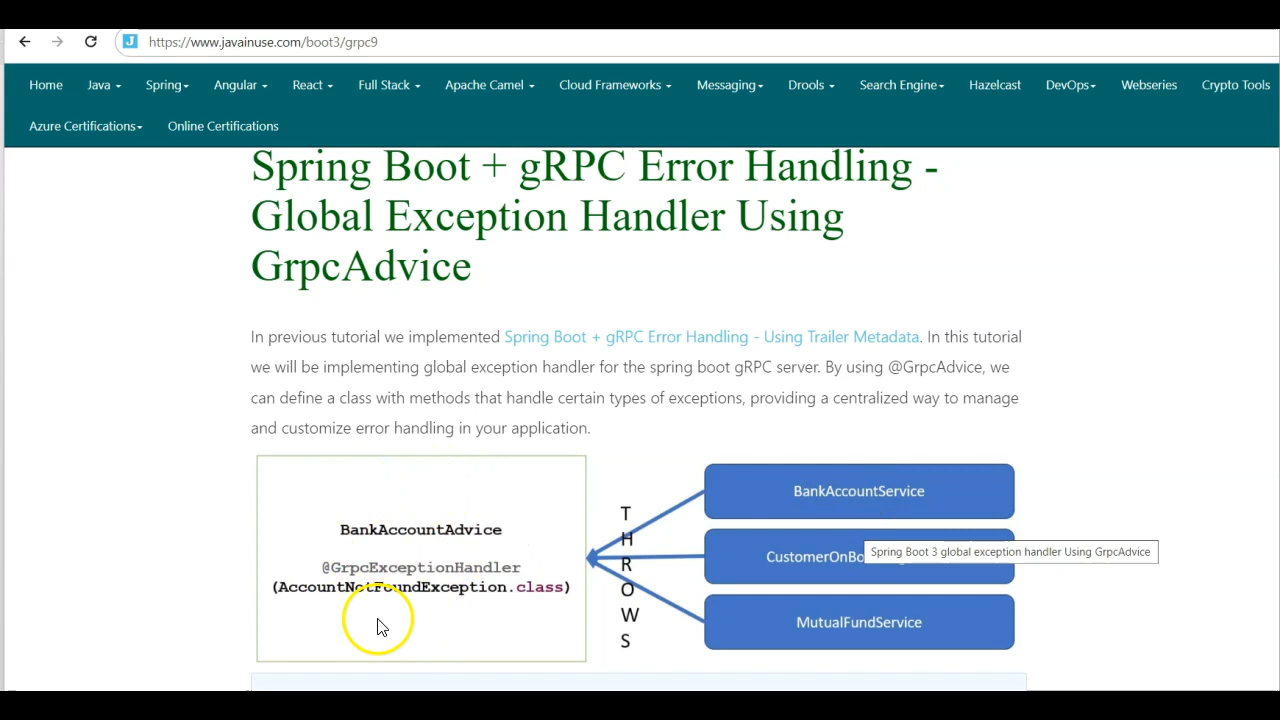 https://www.javainuse.com/boot3/grpc9
Home Java Spring Angular React Full Stack Apache Camel Cloud Frameworks Messaging Drools Search Engine Hazelcast DevOps Webseries Crypto Tools
Azure Certifications Online Certifications
Spring Boot + gRPC Error Handling -
Global Exception Handler Using
GrpcAdvice
In previous tutorial we implemented Spring Boot + gRPC Error Handling - Using Trailer Metadata. In this tutorial
we will be implementing global exception handler for the spring boot gRPC server. By using @GrpcAdvice, we
can define a class with methods that handle certain types of exceptions, providing a centralized way to manage
and customize error handling in your application.
BankAccountAdvice
@GrpcExceptionHandler
(AccountNotFoundException.class)
THROWS
BankAccountService
CustomerOnBo
Spring Boot 3 global exception handler Using GrpcAdvice
MutualFundService